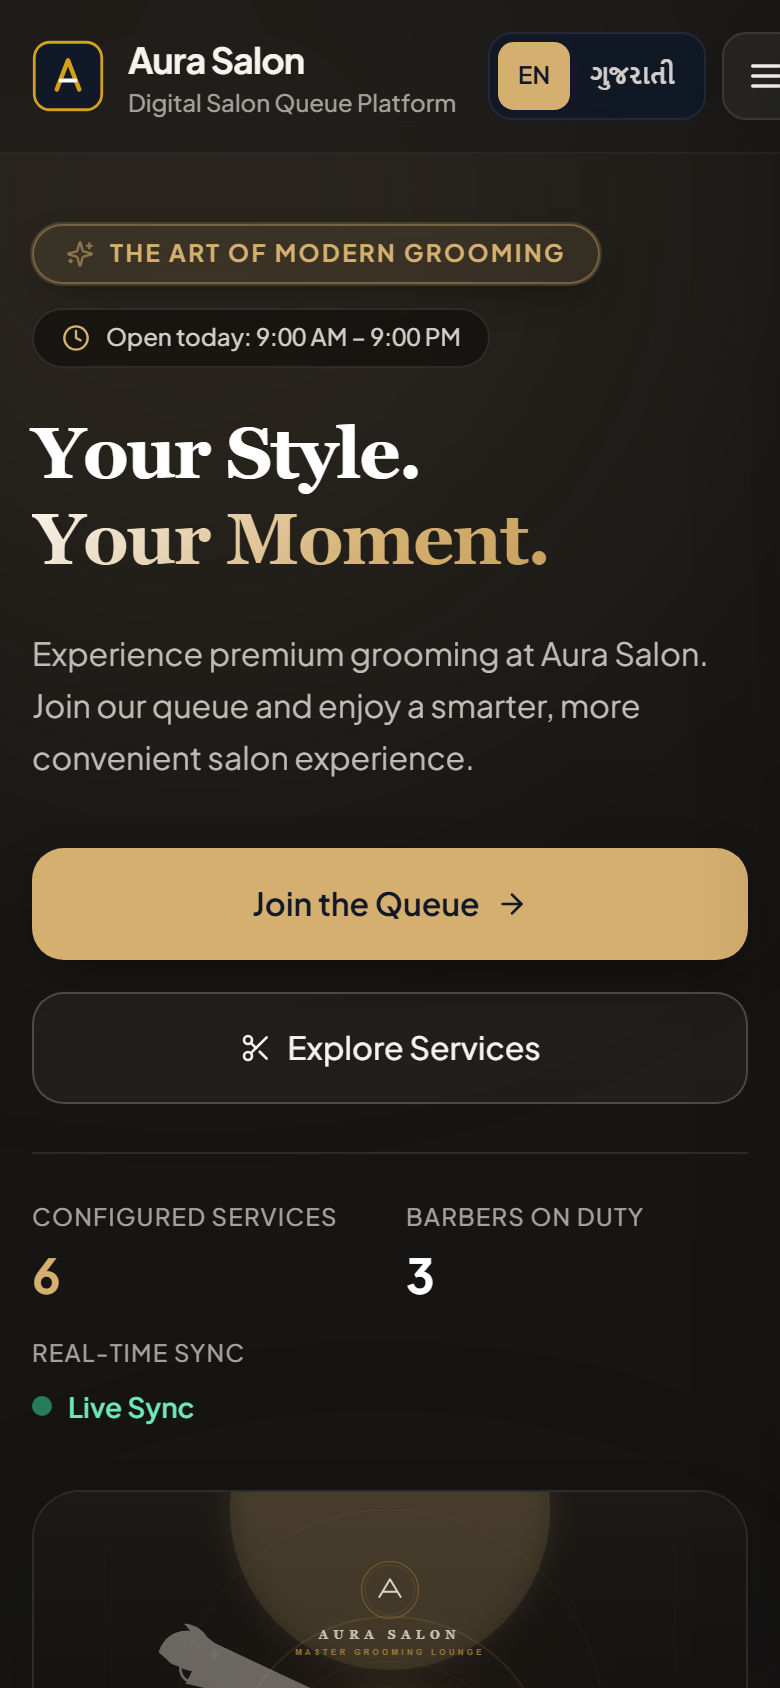 A
Aura Salon
Digital Salon Queue Platform
EN
ગુજરાતી
THE ART OF MODERN GROOMING
Open today: 9:00 AM – 9:00 PM
Your Style.
Your Moment.
Experience premium grooming at Aura Salon.
Join our queue and enjoy a smarter, more
convenient salon experience.
Join the Queue →
Explore Services
CONFIGURED SERVICES
6
BARBERS ON DUTY
3
REAL-TIME SYNC
Live Sync
A
AURA SALON
MASTER GROOMING LOUNGE